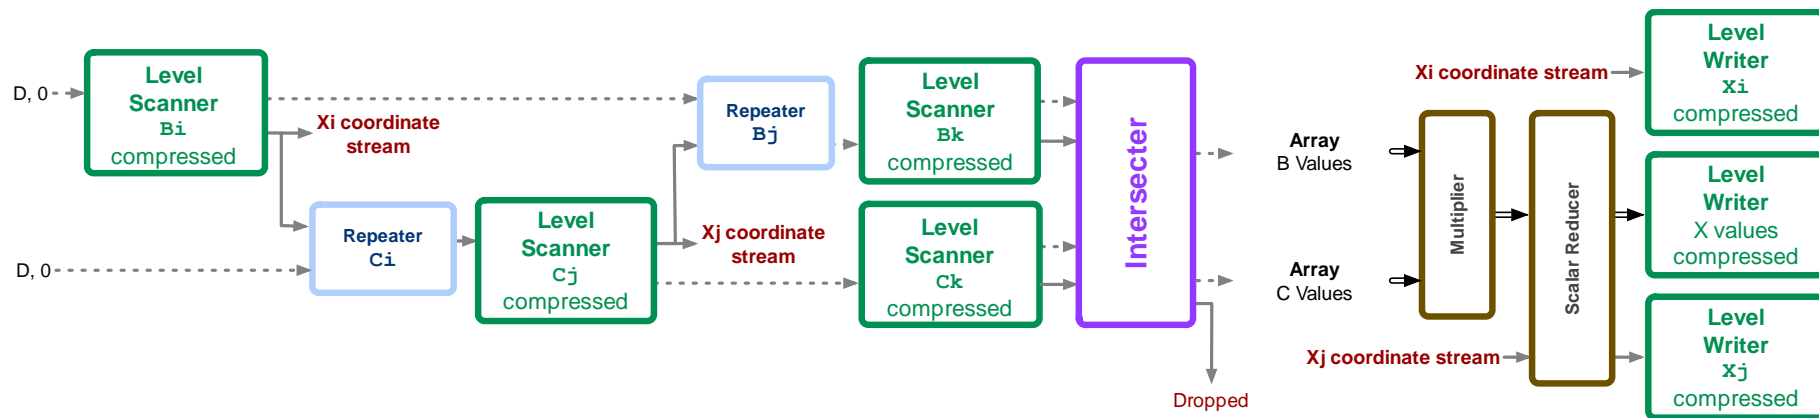 D, 0
Level
Scanner
Bi
compressed
Xi coordinate
stream
D, 0
Repeater
Ci
Level
Scanner
Cj
compressed
Repeater
Bj
Xj coordinate
stream
Level
Scanner
Bk
compressed
Level
Scanner
Ck
compressed
Intersecter
Dropped
Array
B Values
Array
C Values
Multiplier
Scalar Reducer
Xi coordinate stream
Xj coordinate stream
Level
Writer
Xi
compressed
Level
Writer
X values
compressed
Level
Writer
Xj
compressed